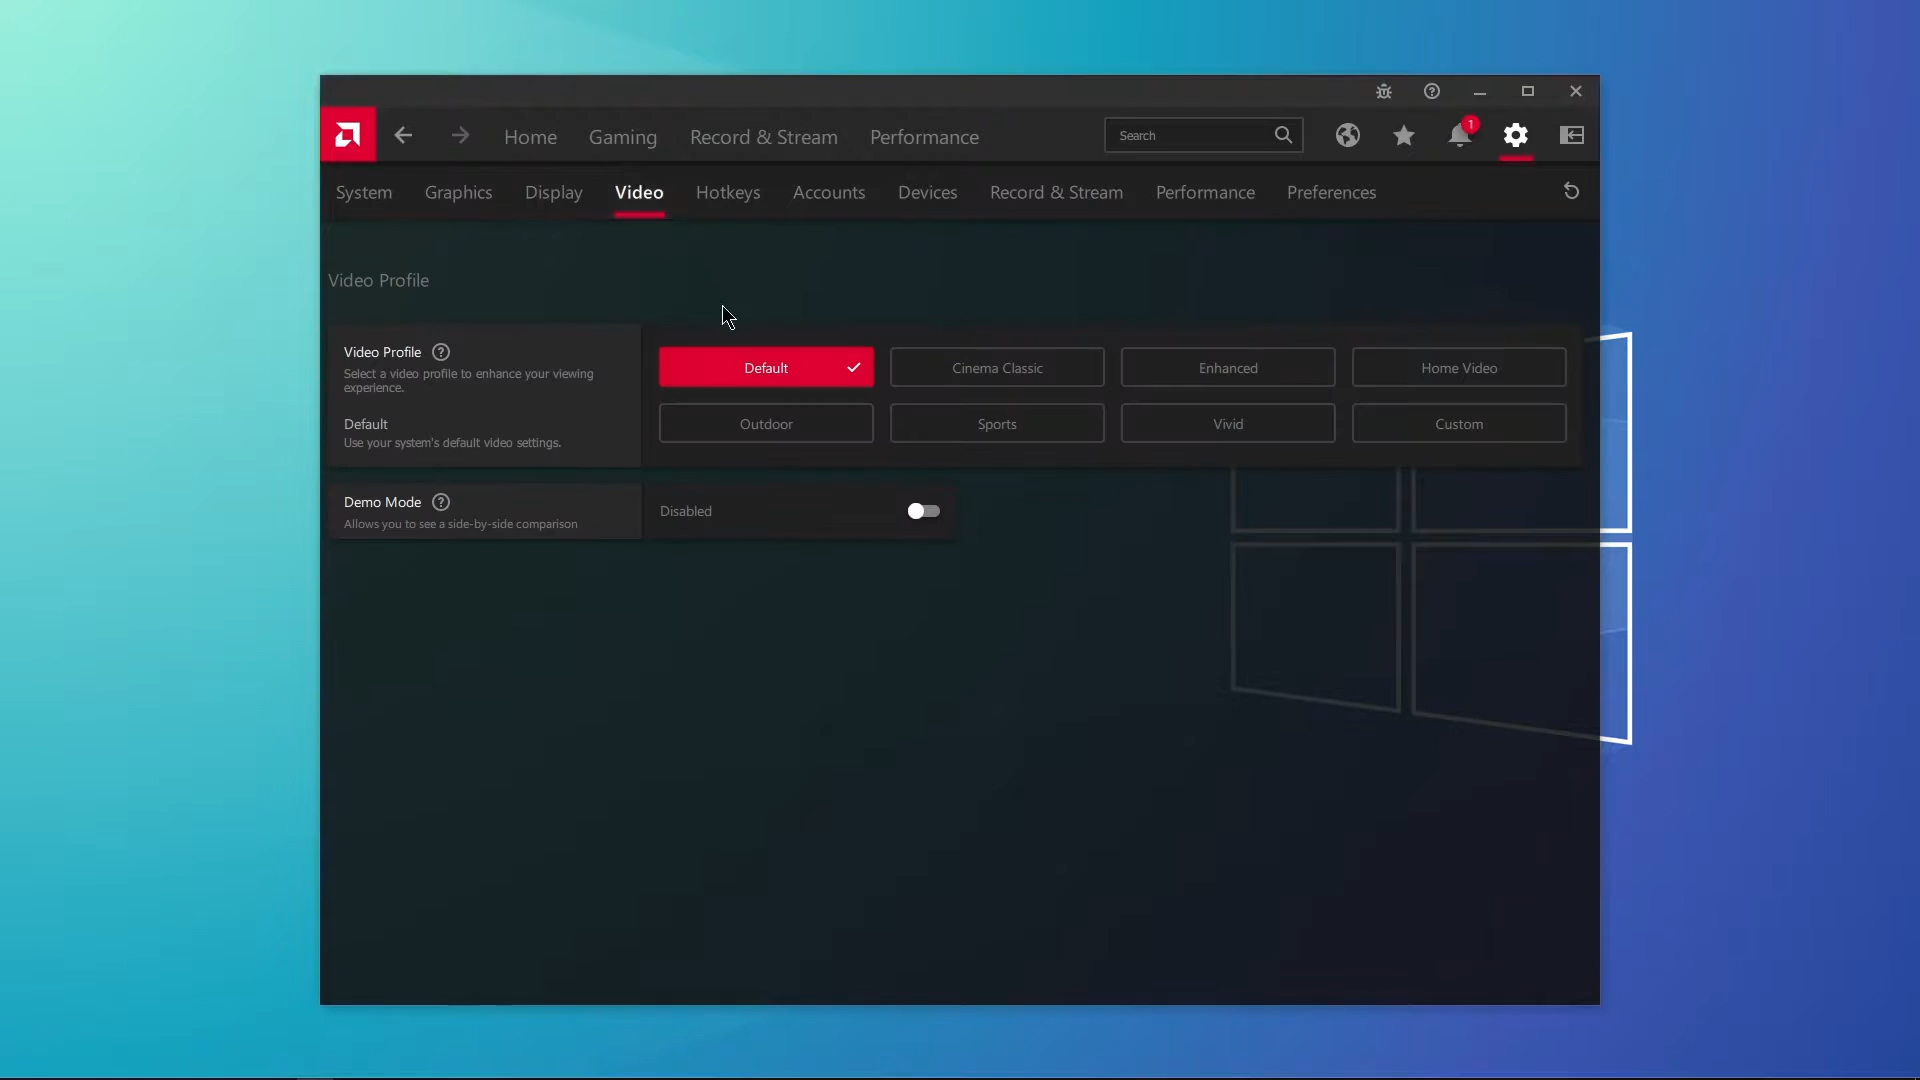 Home Gaming Record & Stream Performance Search 1
System Graphics Display Video Hotkeys Accounts Devices Record & Stream Performance Preferences
Video Profile
Video Profile
Select a video profile to enhance your viewing
experience.
Default
Use your system's default video settings.
Default Cinema Classic Enhanced Home Video
Outdoor Sports Vivid Custom
Demo Mode
Allows you to see a side-by-side comparison
Disabled